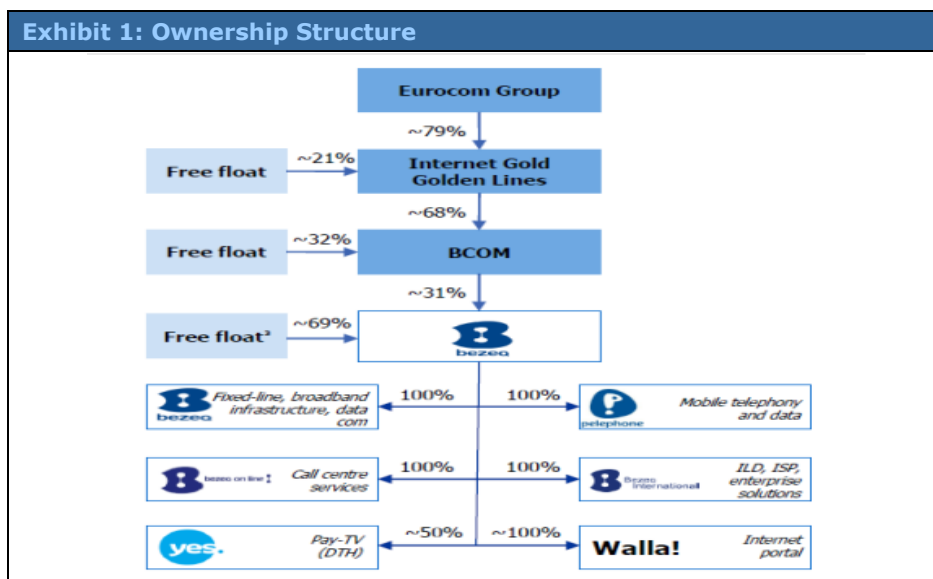 Exhibit 1: Ownership Structure
Eurocom Group
~79%
Free float
~21%
Internet Gold
Golden Lines
~68%
Free float
~32%
BCOM
~31%
Free float³
~69%
bezeq
bezeq
Fixed-line, broadband
infrastructure, data
com
100%
100%
pelephone
Mobile telephony
and data
bezeq on line
Call centre
services
100%
100%
Bezeq
International
ILD, ISP,
enterprise
solutions
yes.
Pay-TV
(DTH)
~50%
~100%
Walla!
Internet
portal